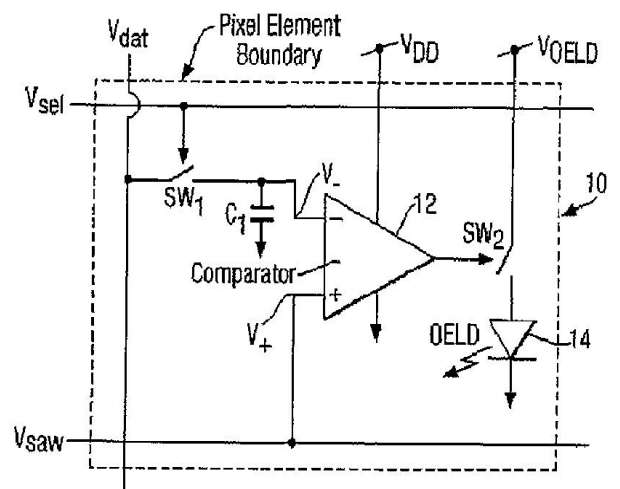 Vdat
Pixel Element
Boundary
VDD
VOELD
Vsel
SW1
V-
12
10
C1
SW2
-
Comparator
-
+
V+
OELD
14
Vsaw